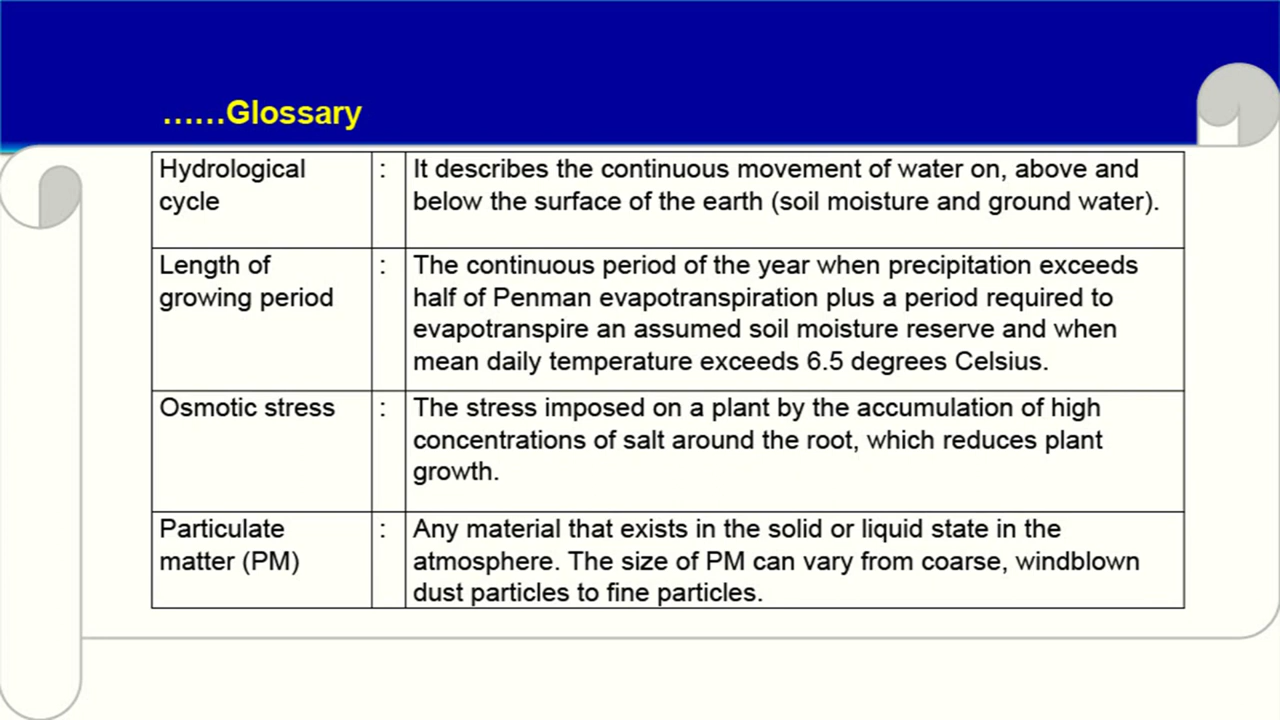 ......Glossary
Hydrological cycle : It describes the continuous movement of water on, above and
below the surface of the earth (soil moisture and ground water).
Length of growing period : The continuous period of the year when precipitation exceeds
half of Penman evapotranspiration plus a period required to
evapotranspire an assumed soil moisture reserve and when
mean daily temperature exceeds 6.5 degrees Celsius.
Osmotic stress : The stress imposed on a plant by the accumulation of high
concentrations of salt around the root, which reduces plant
growth.
Particulate matter (PM) : Any material that exists in the solid or liquid state in the
atmosphere. The size of PM can vary from coarse, windblown
dust particles to fine particles.